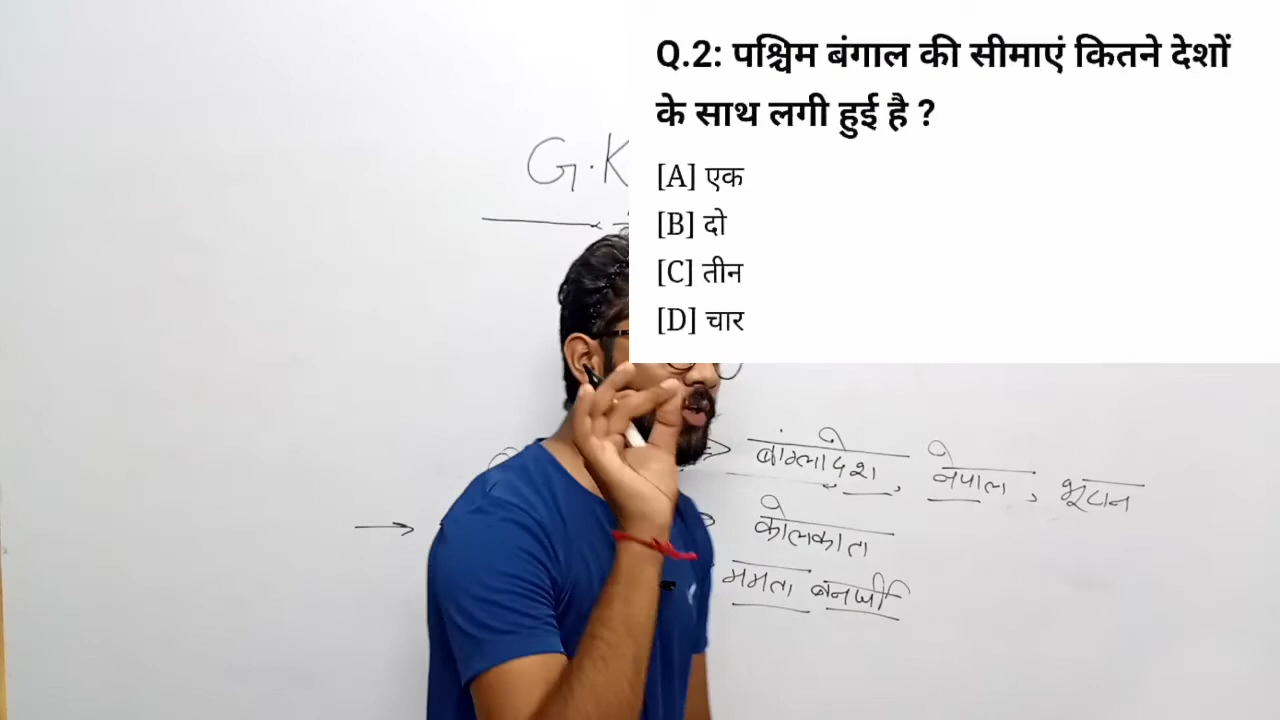 Q.2: पश्चिम बंगाल की सीमाएं कितने देशों
के साथ लगी हुई है ?
[A] एक
[B] दो
[C] तीन
[D] चार
G.K
बांग्लादेश, नेपाल, भूटान
कोलकाता
ममता बनर्जी